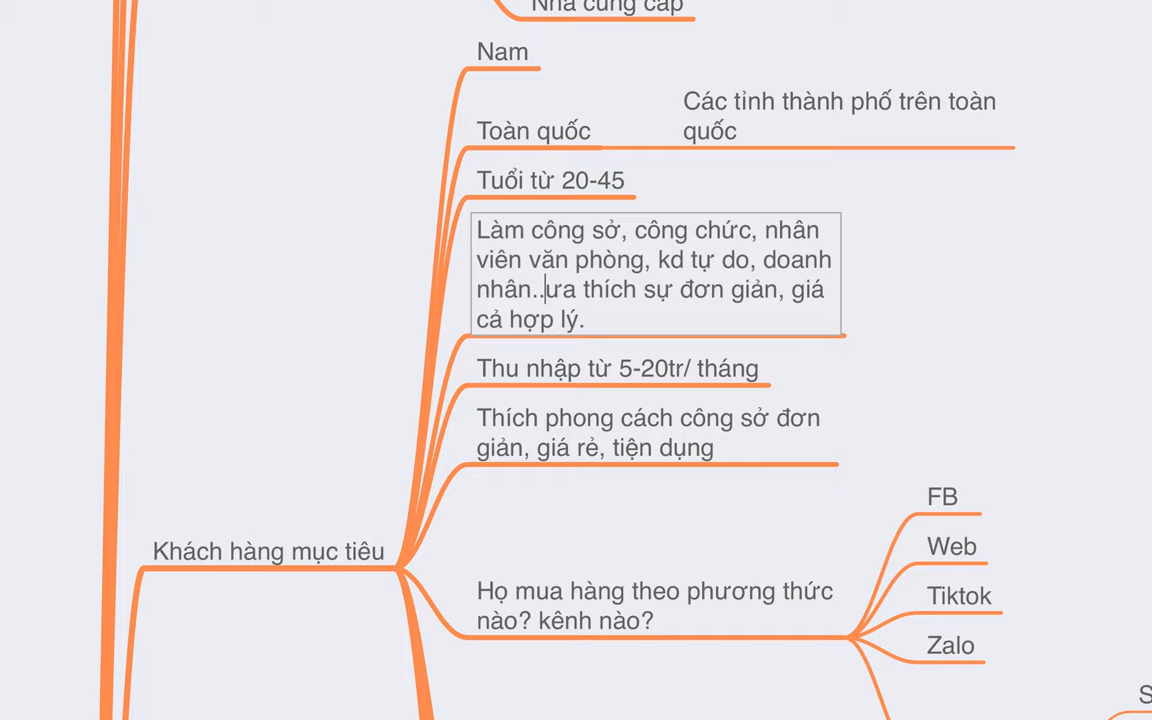 Nhà cung cấp
Nam
Các tỉnh thành phố trên toàn
quốc
Toàn quốc
Tuổi từ 20-45
Làm công sở, công chức, nhân
viên văn phòng, kd tự do, doanh
nhân..ưa thích sự đơn giản, giá
cả hợp lý.
Thu nhập từ 5-20tr/ tháng
Thích phong cách công sở đơn
giản, giá rẻ, tiện dụng
FB
Khách hàng mục tiêu
Web
Họ mua hàng theo phương thức
nào? kênh nào?
Tiktok
Zalo